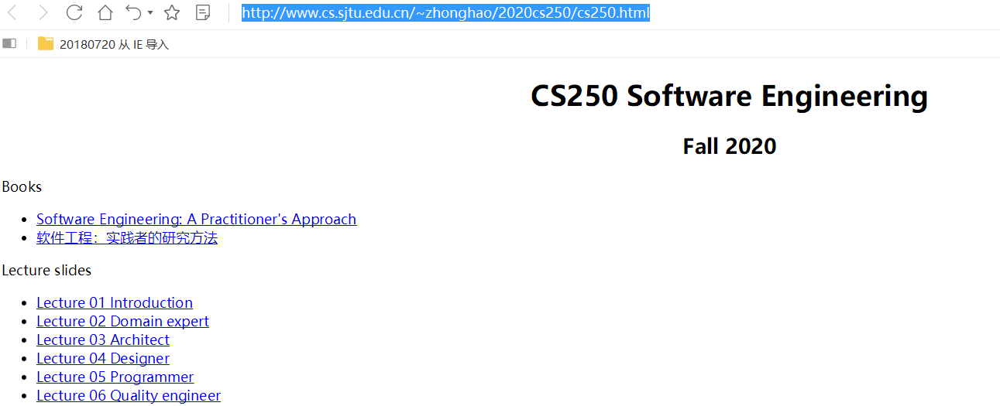 http://www.cs.sjtu.edu.cn/~zhonghao/2020cs250/cs250.html
20180720 从 IE 导入
CS250 Software Engineering
Fall 2020
Books
Software Engineering: A Practitioner's Approach
软件工程：实践者的研究方法
Lecture slides
Lecture 01 Introduction
Lecture 02 Domain expert
Lecture 03 Architect
Lecture 04 Designer
Lecture 05 Programmer
Lecture 06 Quality engineer